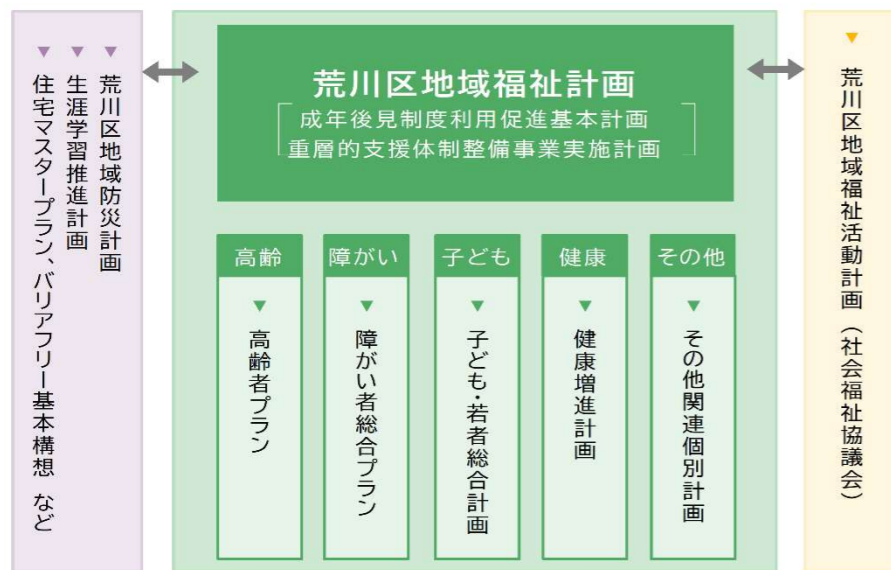 ▼ 荒川区地域防災計画
▼ 生涯学習推進計画
▼ 住宅マスタープラン、バリアフリー基本構想 など
荒川区地域福祉計画
成年後見制度利用促進基本計画
重層的支援体制整備事業実施計画
高齢
▼ 高齢者プラン
障がい
▼ 障がい者総合プラン
子ども
▼ 子ども・若者総合計画
健康
▼ 健康増進計画
その他
▼ その他関連個別計画
▼ 荒川区地域福祉活動計画（社会福祉協議会）